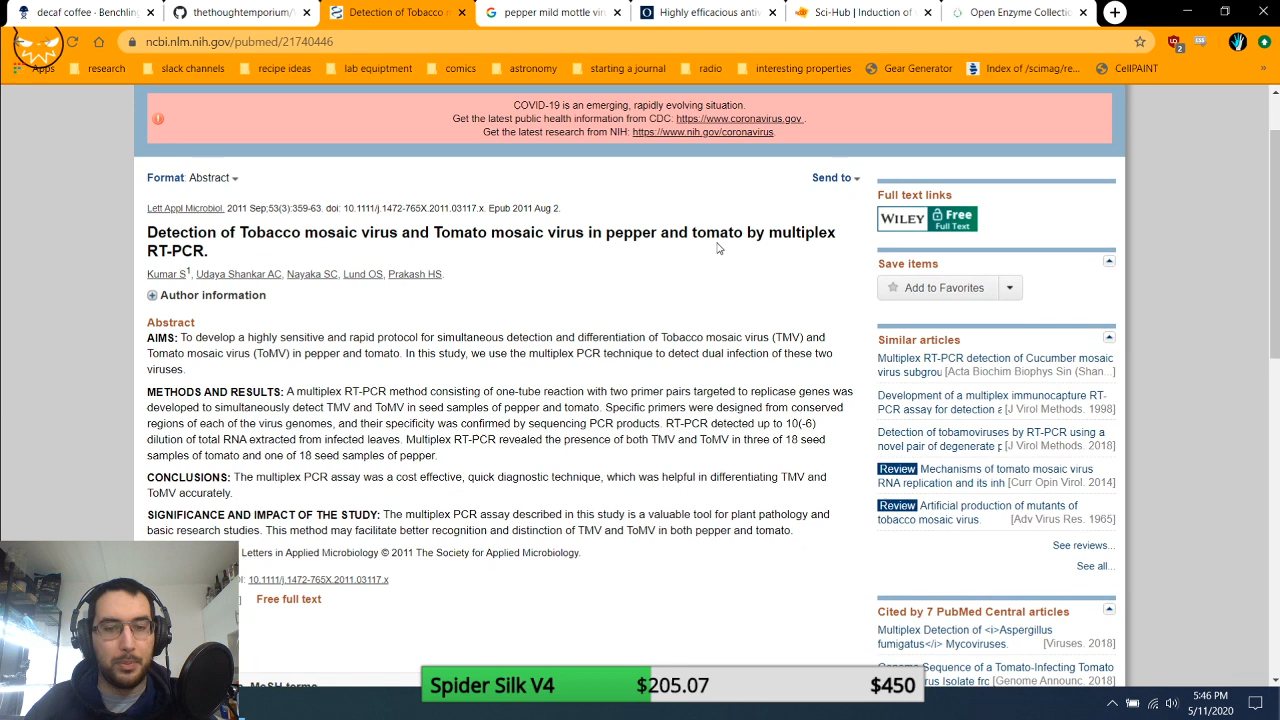 decaf coffee - Benchling
thethoughtemporium/V
Detection of Tobacco m
pepper mild mottle viru
Highly efficacious antiv
Sci-Hub | Induction of v
Open Enzyme Collectic
ncbi.nlm.nih.gov/pubmed/21740446
2
Apps
research
slack channels
recipe ideas
lab equiptment
comics
astronomy
starting a journal
radio
interesting properties
Gear Generator
Index of /scimag/re...
CellPAINT
»
COVID-19 is an emerging, rapidly evolving situation.
Get the latest public health information from CDC: https://www.coronavirus.gov .
Get the latest research from NIH: https://www.nih.gov/coronavirus.
Format Abstract
Send to
Lett Appl Microbiol. 2011 Sep;53(3):359-63. doi: 10.1111/j.1472-765X.2011.03117.x. Epub 2011 Aug 2.
Detection of Tobacco mosaic virus and Tomato mosaic virus in pepper and tomato by multiplex
RT-PCR.
Kumar S1, Udaya Shankar AC, Nayaka SC, Lund OS, Prakash HS.
Author information
Abstract
AIMS: To develop a highly sensitive and rapid protocol for simultaneous detection and differentiation of Tobacco mosaic virus (TMV) and
Tomato mosaic virus (ToMV) in pepper and tomato. In this study, we use the multiplex PCR technique to detect dual infection of these two
viruses.
METHODS AND RESULTS: A multiplex RT-PCR method consisting of one-tube reaction with two primer pairs targeted to replicase genes was
developed to simultaneously detect TMV and ToMV in seed samples of pepper and tomato. Specific primers were designed from conserved
regions of each of the virus genomes, and their specificity was confirmed by sequencing PCR products. RT-PCR detected up to 10(-6)
dilution of total RNA extracted from infected leaves. Multiplex RT-PCR revealed the presence of both TMV and ToMV in three of 18 seed
samples of tomato and one of 18 seed samples of pepper.
CONCLUSIONS: The multiplex PCR assay was a cost effective, quick diagnostic technique, which was helpful in differentiating TMV and
ToMV accurately.
SIGNIFICANCE AND IMPACT OF THE STUDY: The multiplex PCR assay described in this study is a valuable tool for plant pathology and
basic research studies. This method may facilitate better recognition and distinction of TMV and ToMV in both pepper and tomato.
Letters in Applied Microbiology © 2011 The Society for Applied Microbiology.
I: 10.1111/j.1472-765X.2011.03117.x
] Free full text
MeSH terms
Full text links
WILEY Free
Full Text
Save items
Add to Favorites
Similar articles
Multiplex RT-PCR detection of Cucumber mosaic
virus subgrou [Acta Biochim Biophys Sin (Shan...]
Development of a multiplex immunocapture RT-
PCR assay for detection a [J Virol Methods. 1998]
Detection of tobamoviruses by RT-PCR using a
novel pair of degenerate p [J Virol Methods. 2018]
Review Mechanisms of tomato mosaic virus
RNA replication and its inh [Curr Opin Virol. 2014]
Review Artificial production of mutants of
tobacco mosaic virus. [Adv Virus Res. 1965]
See reviews...
See all...
Cited by 7 PubMed Central articles
Multiplex Detection of <i>Aspergillus
fumigatus</i> Mycoviruses. [Viruses. 2018]
Genome Sequence of a Tomato-Infecting Tomato
Virus Isolate frc [Genome Announc.
Spider Silk V4 $205.07 $450
5:46 PM
5/11/2020